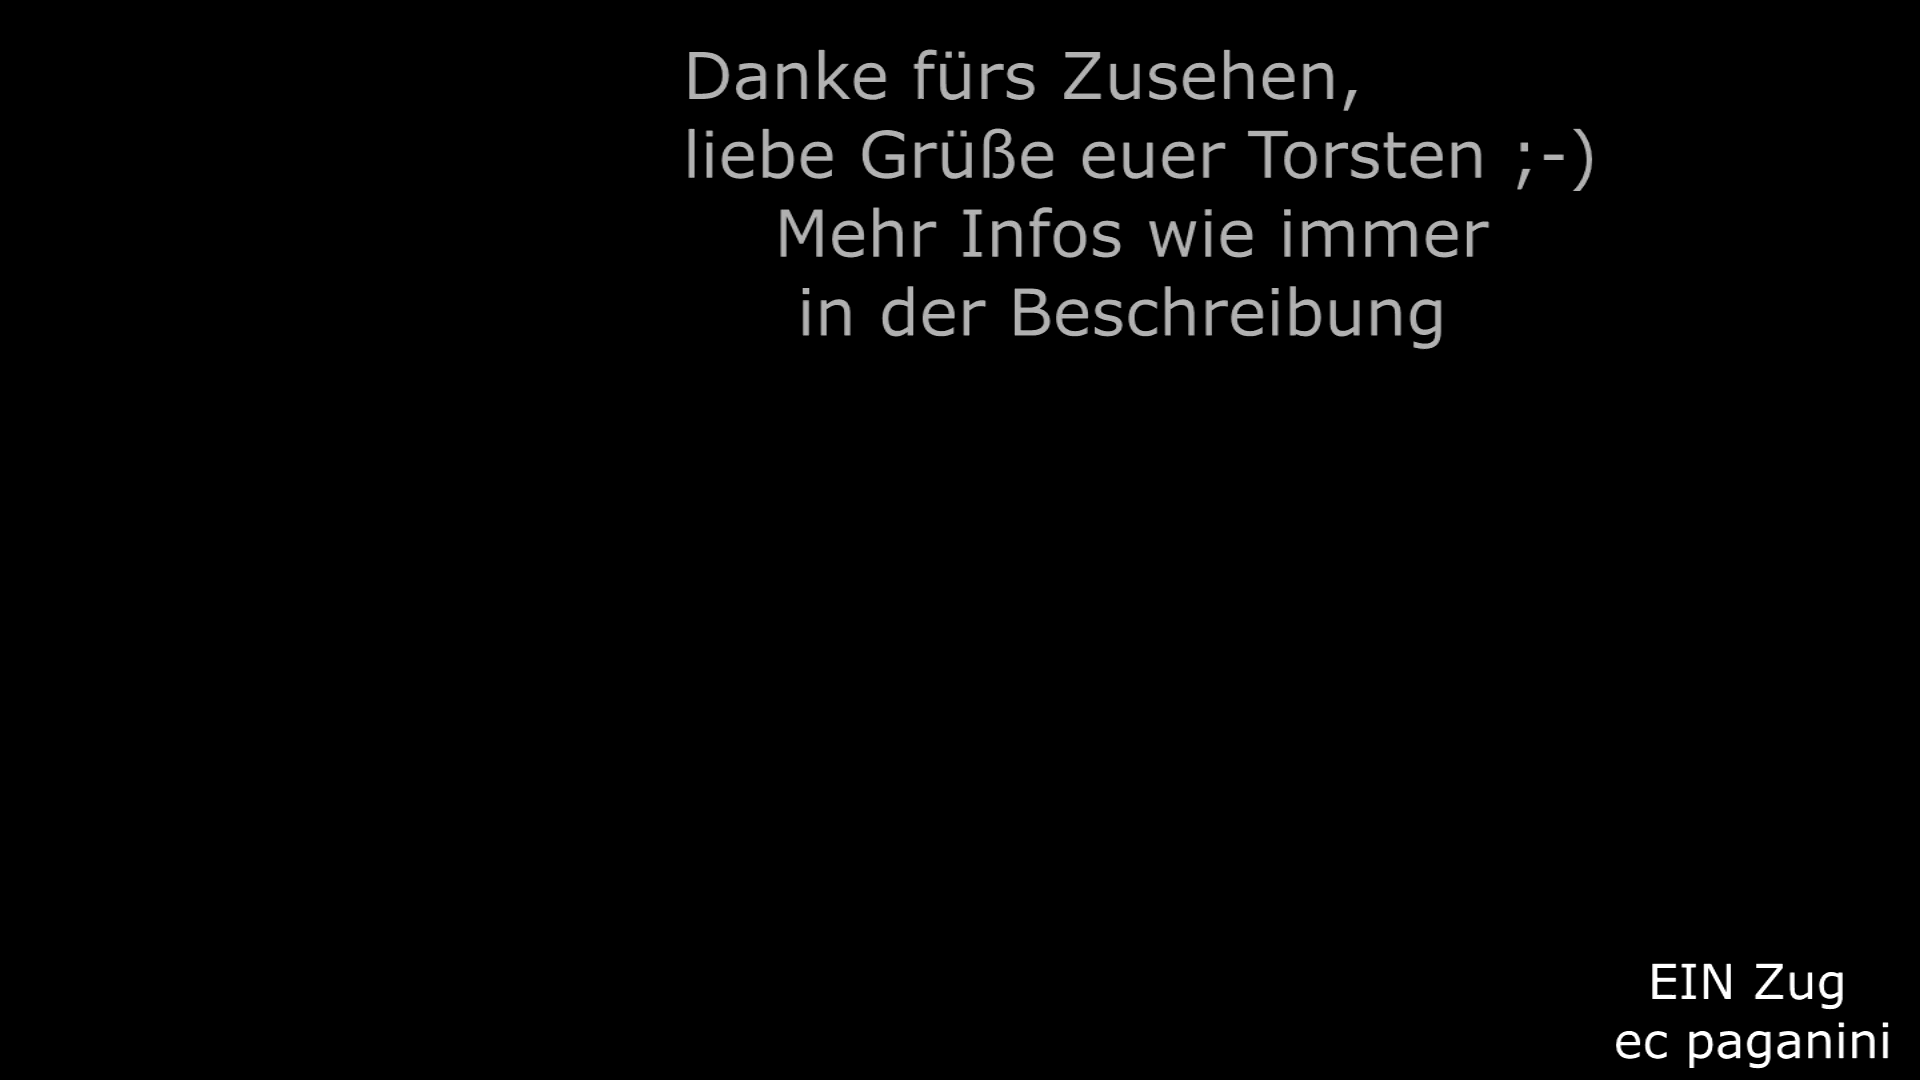 Danke fürs Zusehen,
liebe Grüße euer Torsten ;-)
Mehr Infos wie immer
in der Beschreibung
EIN Zug
ec paganini